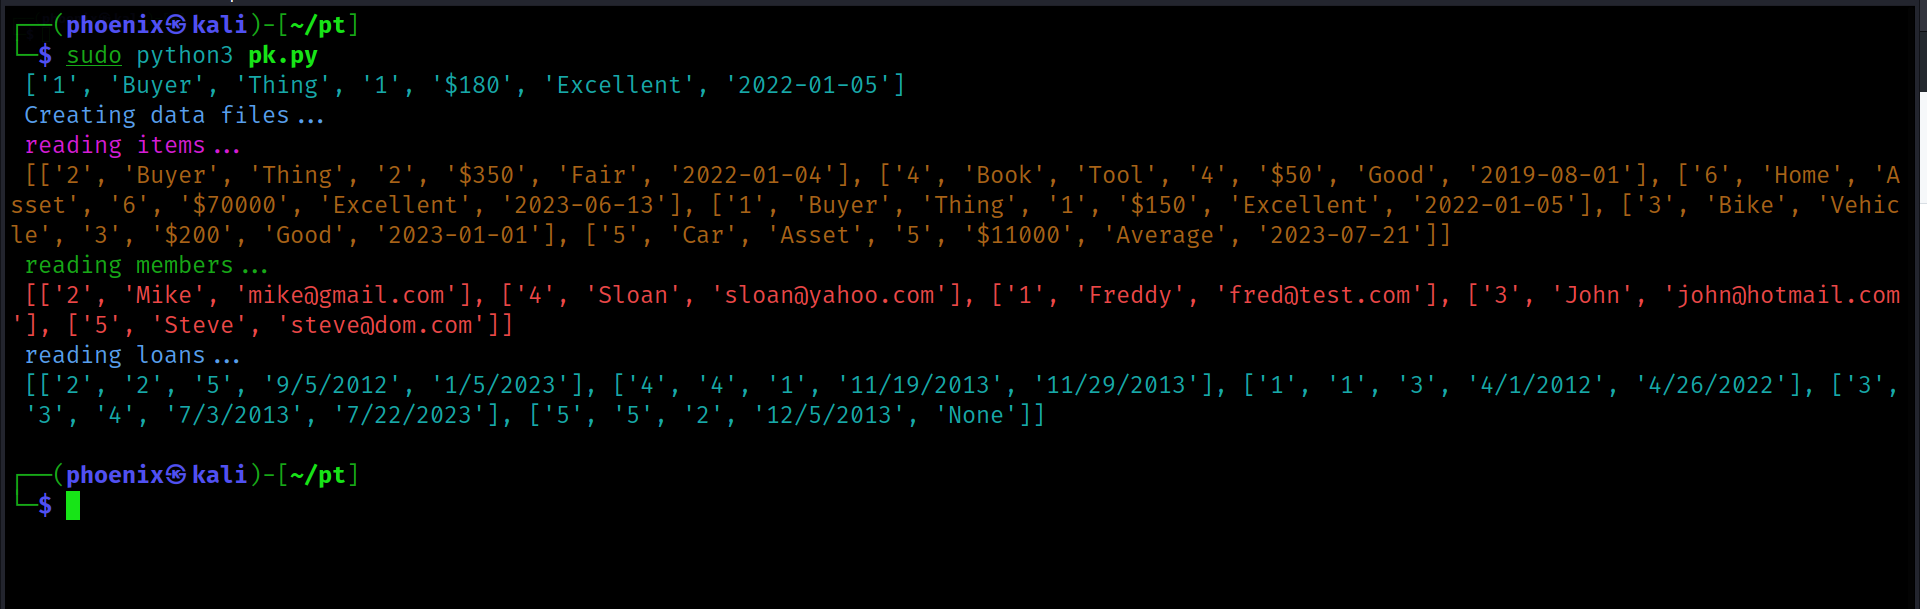 ┌──(phoenix㉿kali)-[~/pt]
└─$ sudo python3 pk.py
['1', 'Buyer', 'Thing', '1', '$180', 'Excellent', '2022-01-05']
Creating data files...
reading items...
[['2', 'Buyer', 'Thing', '2', '$350', 'Fair', '2022-01-04'], ['4', 'Book', 'Tool', '4', '$50', 'Good', '2019-08-01'], ['6', 'Home', 'A
sset', '6', '$70000', 'Excellent', '2023-06-13'], ['1', 'Buyer', 'Thing', '1', '$150', 'Excellent', '2022-01-05'], ['3', 'Bike', 'Vehic
le', '3', '$200', 'Good', '2023-01-01'], ['5', 'Car', 'Asset', '5', '$11000', 'Average', '2023-07-21']]
reading members...
[['2', 'Mike', 'mike@gmail.com'], ['4', 'Sloan', 'sloan@yahoo.com'], ['1', 'Freddy', 'fred@test.com'], ['3', 'John', 'john@hotmail.com
'], ['5', 'Steve', 'steve@dom.com']]
reading loans...
[['2', '2', '5', '9/5/2012', '1/5/2023'], ['4', '4', '1', '11/19/2013', '11/29/2013'], ['1', '1', '3', '4/1/2012', '4/26/2022'], ['3',
'3', '4', '7/3/2013', '7/22/2023'], ['5', '5', '2', '12/5/2013', 'None']]
┌──(phoenix㉿kali)-[~/pt]
└─$